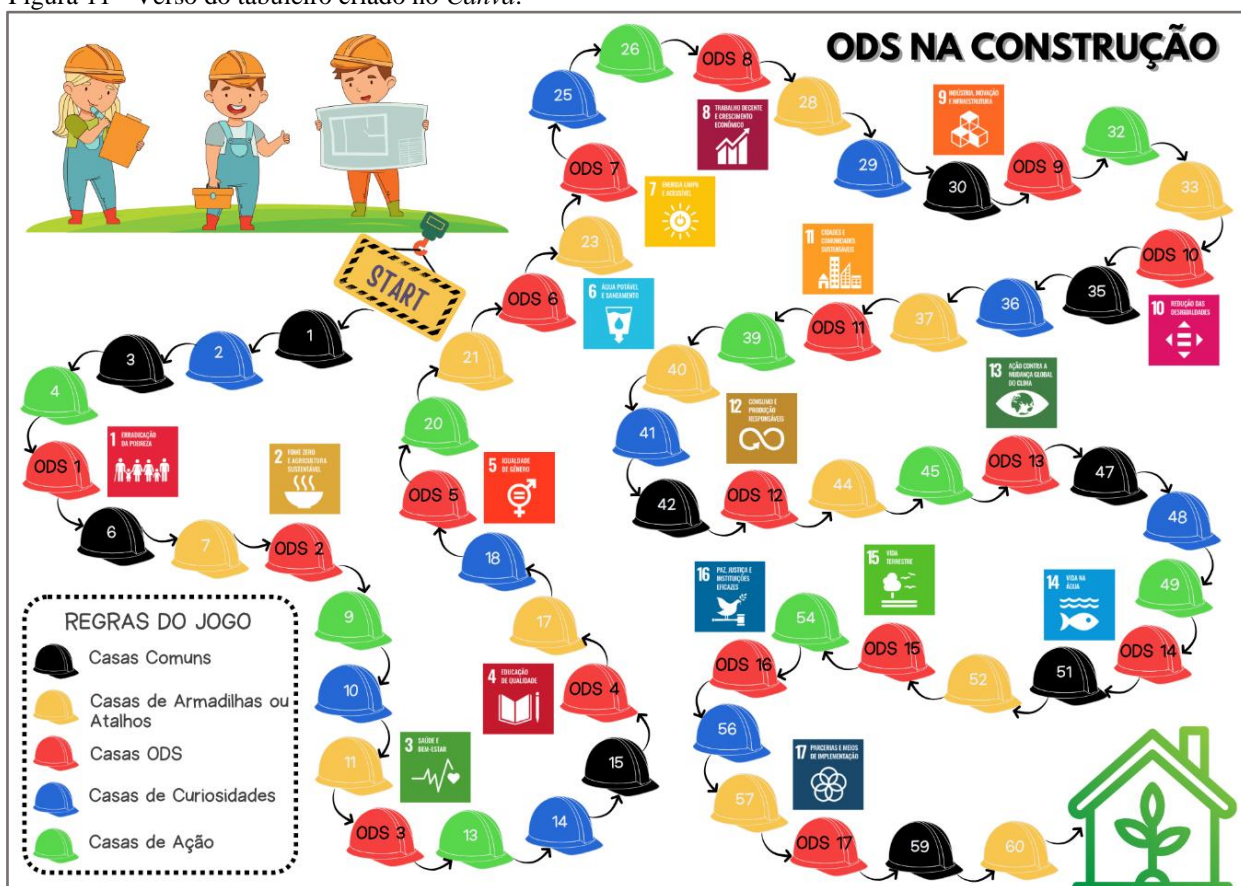 Figura 11 - Verso do tabuleiro criado no Canva.
ODS NA CONSTRUÇÃO
START
1
2
3
4
ODS 1
1 ERRADICAÇÃO
DA POBREZA
6
7
ODS 2
2 FOME ZERO
E AGRICULTURA
SUSTENTÁVEL
9
10
11
ODS 3
3 SAÚDE E
BEM-ESTAR
13
14
15
ODS 4
4 EDUCAÇÃO
DE QUALIDADE
17
18
ODS 5
5 IGUALDADE
DE GÊNERO
20
21
ODS 6
6 ÁGUA POTÁVEL
E SANEAMENTO
23
ODS 7
7 ENERGIA LIMPA
E ACESSÍVEL
25
26
ODS 8
8 TRABALHO DECENTE
E CRESCIMENTO
ECONÔMICO
28
29
30
ODS 9
9 INDÚSTRIA, INOVAÇÃO
E INFRAESTRUTURA
32
33
ODS 10
10 REDUÇÃO DAS
DESIGUALDADES
35
36
37
ODS 11
11 CIDADES E
COMUNIDADES
SUSTENTÁVEIS
39
40
41
42
ODS 12
12 CONSUMO E
PRODUÇÃO
RESPONSÁVEIS
44
45
ODS 13
13 AÇÃO CONTRA A
MUDANÇA GLOBAL
DO CLIMA
47
48
49
ODS 14
14 VIDA NA
ÁGUA
51
52
ODS 15
15 VIDA
TERRESTRE
54
ODS 16
16 PAZ, JUSTIÇA E
INSTITUIÇÕES
EFICAZES
56
57
ODS 17
17 PARCERIAS E MEIOS
DE IMPLEMENTAÇÃO
59
60
REGRAS DO JOGO
Casas Comuns
Casas de Armadilhas ou
Atalhos
Casas ODS
Casas de Curiosidades
Casas de Ação